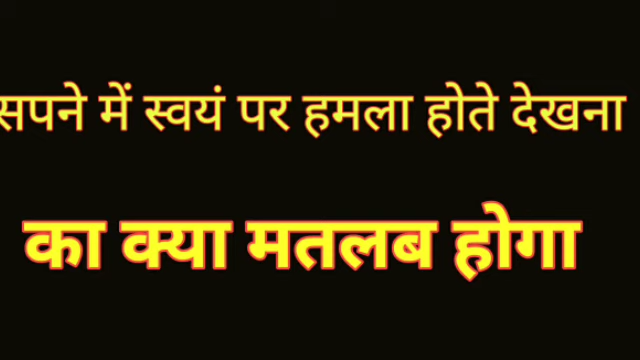 सपने में स्वयं पर हमला होते देखना
का क्या मतलब होगा